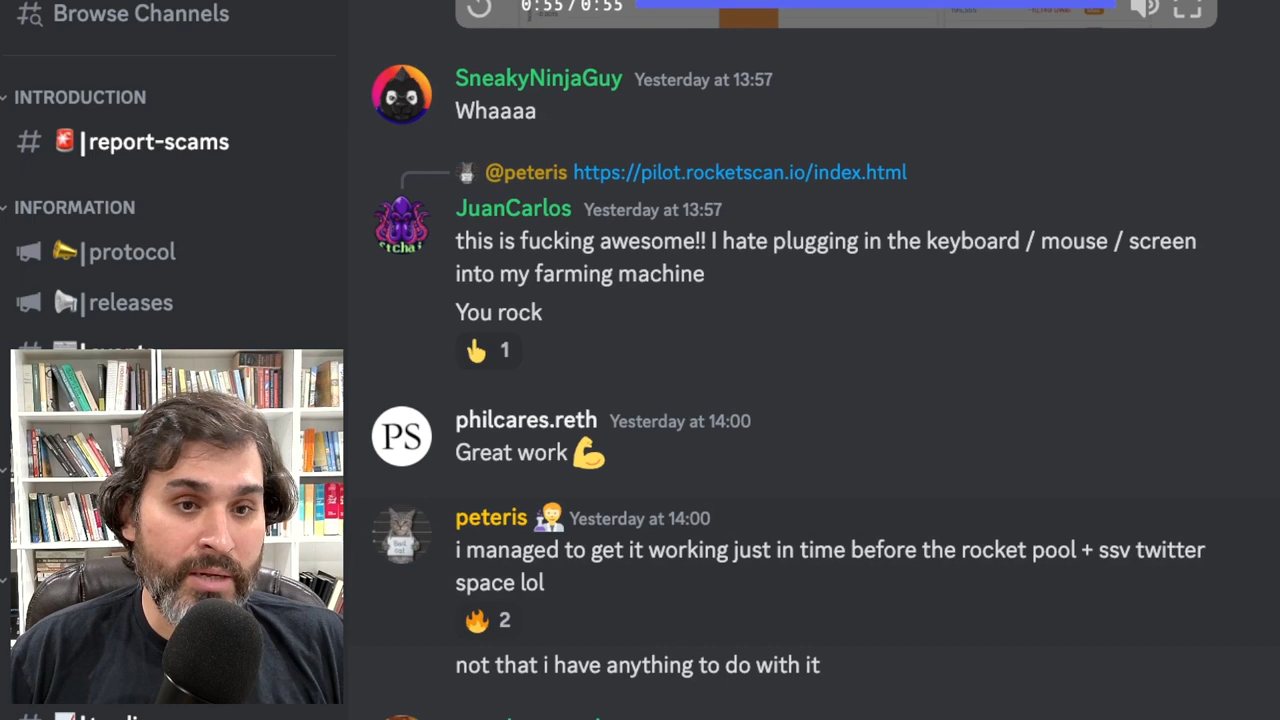 Browse Channels
0:55 / 0:55
INTRODUCTION
SneakyNinjaGuy Yesterday at 13:57
Whaaaa
report-scams
@peteris https://pilot.rocketscan.io/index.html
INFORMATION
JuanCarlos Yesterday at 13:57
protocol
this is fucking awesome!! I hate plugging in the keyboard / mouse / screen
into my farming machine
releases
You rock
1
PS
philcares.reth Yesterday at 14:00
Great work
peteris Yesterday at 14:00
i managed to get it working just in time before the rocket pool + ssv twitter
space lol
2
not that i have anything to do with it